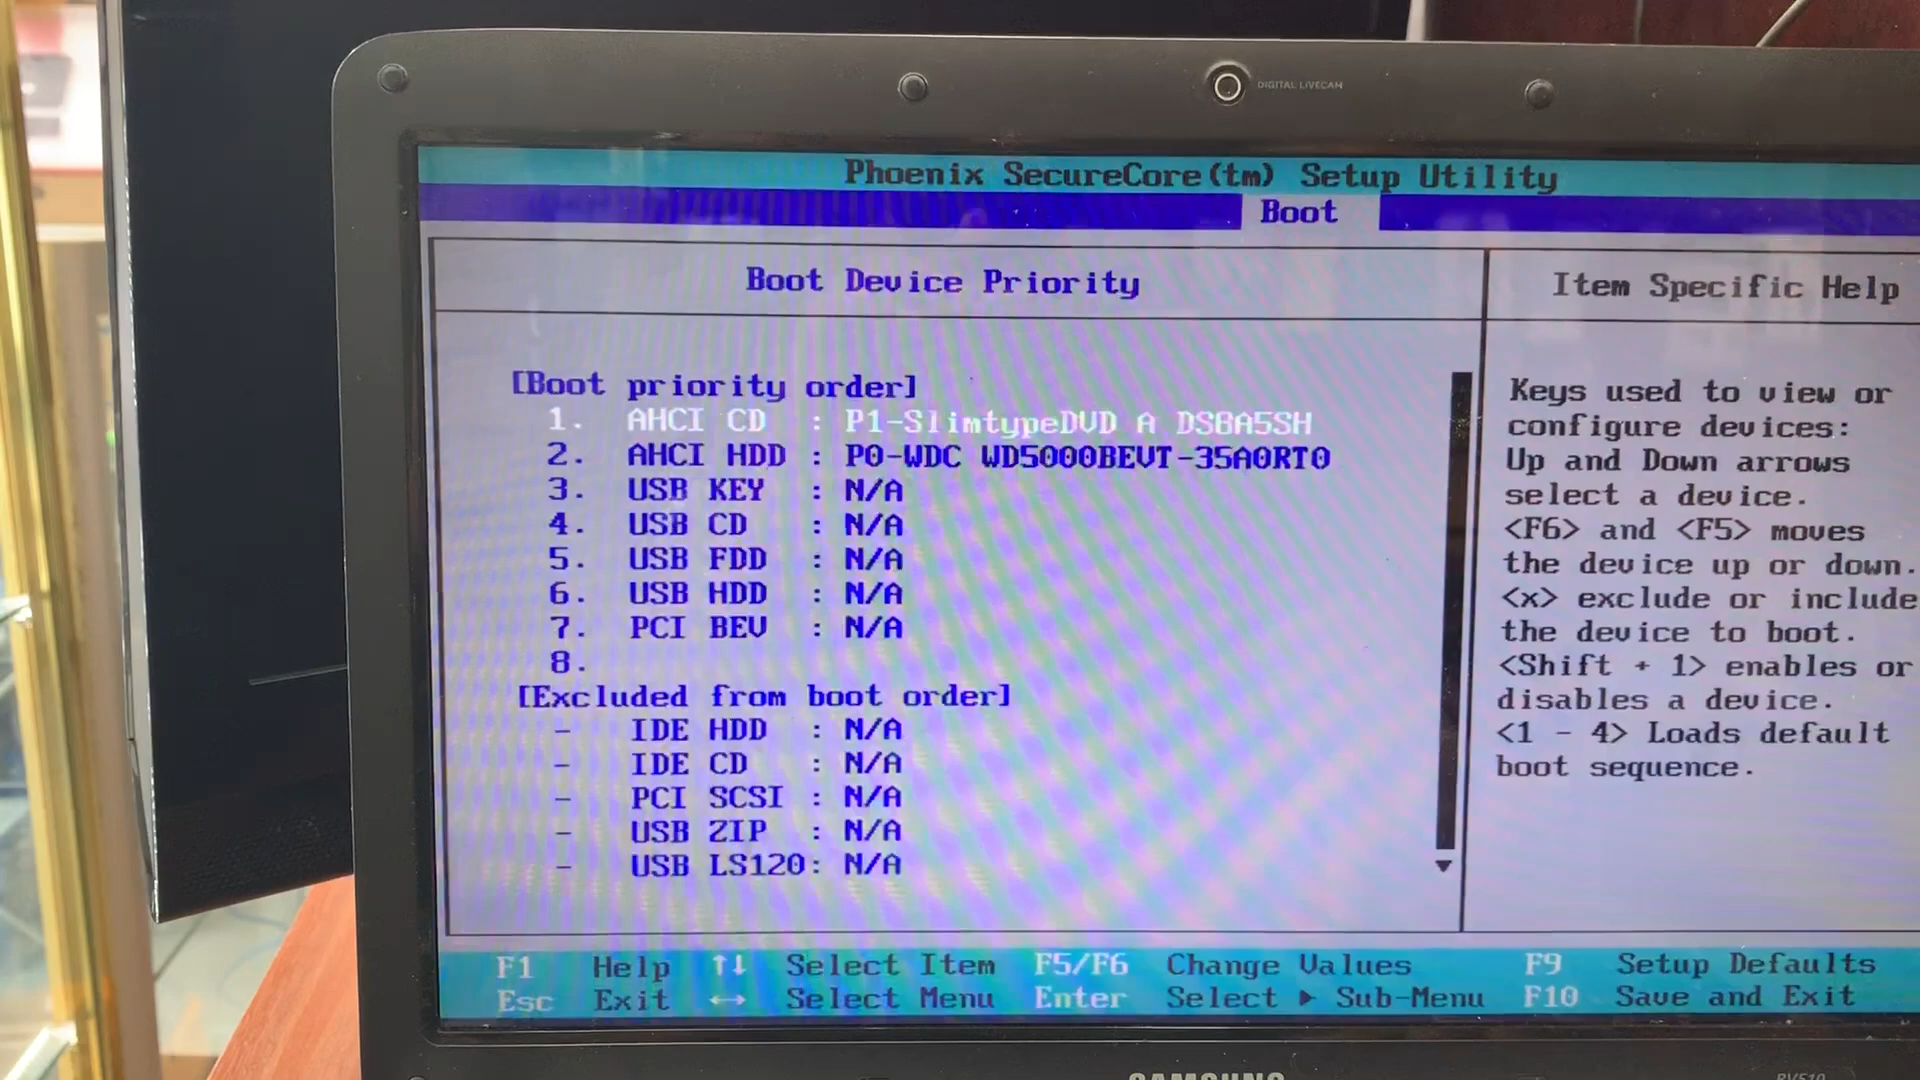 DIGITAL LIVECAM
Phoenix SecureCore(tm) Setup Utility
Boot
Boot Device Priority
[Boot priority order]
1. AHCI CD : P1-SlimtypeDVD A DS8A5SH
2. AHCI HDD : P0-WDC WD5000BEVT-35A0RT0
3. USB KEY : N/A
4. USB CD : N/A
5. USB FDD : N/A
6. USB HDD : N/A
7. PCI BEV : N/A
8.
[Excluded from boot order]
- IDE HDD : N/A
- IDE CD : N/A
- PCI SCSI : N/A
- USB ZIP : N/A
- USB LS120: N/A
Item Specific Help
Keys used to view or
configure devices:
Up and Down arrows
select a device.
<F6> and <F5> moves
the device up or down.
<x> exclude or include
the device to boot.
<Shift + 1> enables or
disables a device.
<1 - 4> Loads default
boot sequence.
F1 Help ↑↓ Select Item F5/F6 Change Values F9 Setup Defaults
Esc Exit ↔ Select Menu Enter Select ▶ Sub-Menu F10 Save and Exit
SAMSUNG
RV510